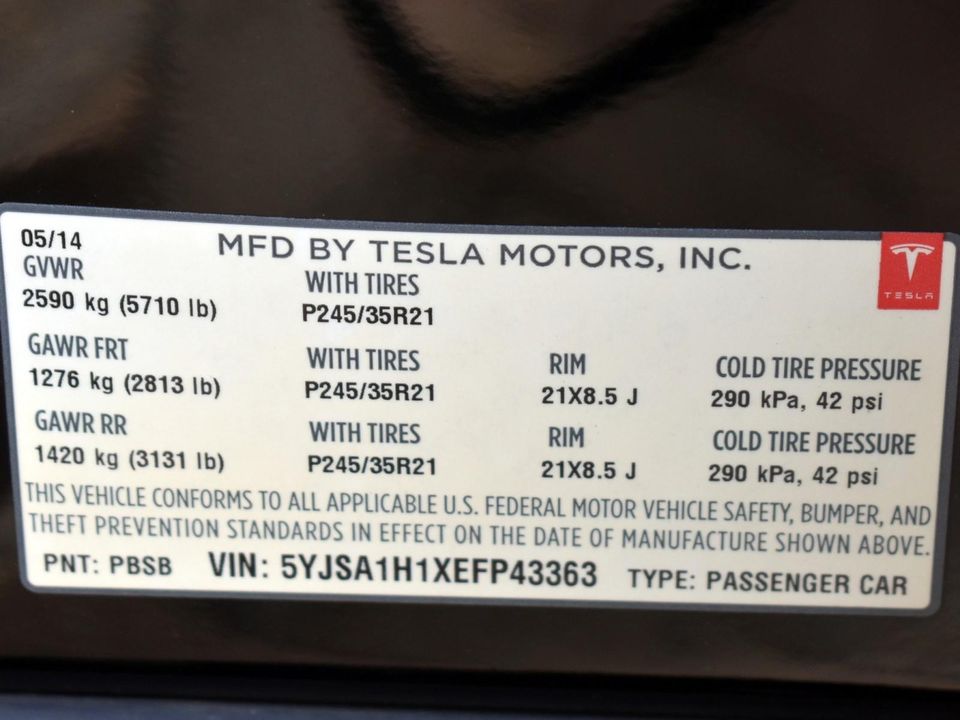 05/14 MFD BY TESLA MOTORS, INC.
TESLA
GVWR WITH TIRES
2590 kg (5710 lb) P245/35R21
GAWR FRT WITH TIRES RIM COLD TIRE PRESSURE
1276 kg (2813 lb) P245/35R21 21X8.5 J 290 kPa, 42 psi
GAWR RR WITH TIRES RIM COLD TIRE PRESSURE
1420 kg (3131 lb) P245/35R21 21X8.5 J 290 kPa, 42 psi
THIS VEHICLE CONFORMS TO ALL APPLICABLE U.S. FEDERAL MOTOR VEHICLE SAFETY, BUMPER, AND
THEFT PREVENTION STANDARDS IN EFFECT ON THE DATE OF MANUFACTURE SHOWN ABOVE.
PNT: PBSB VIN: 5YJSA1H1XEFP43363 TYPE: PASSENGER CAR